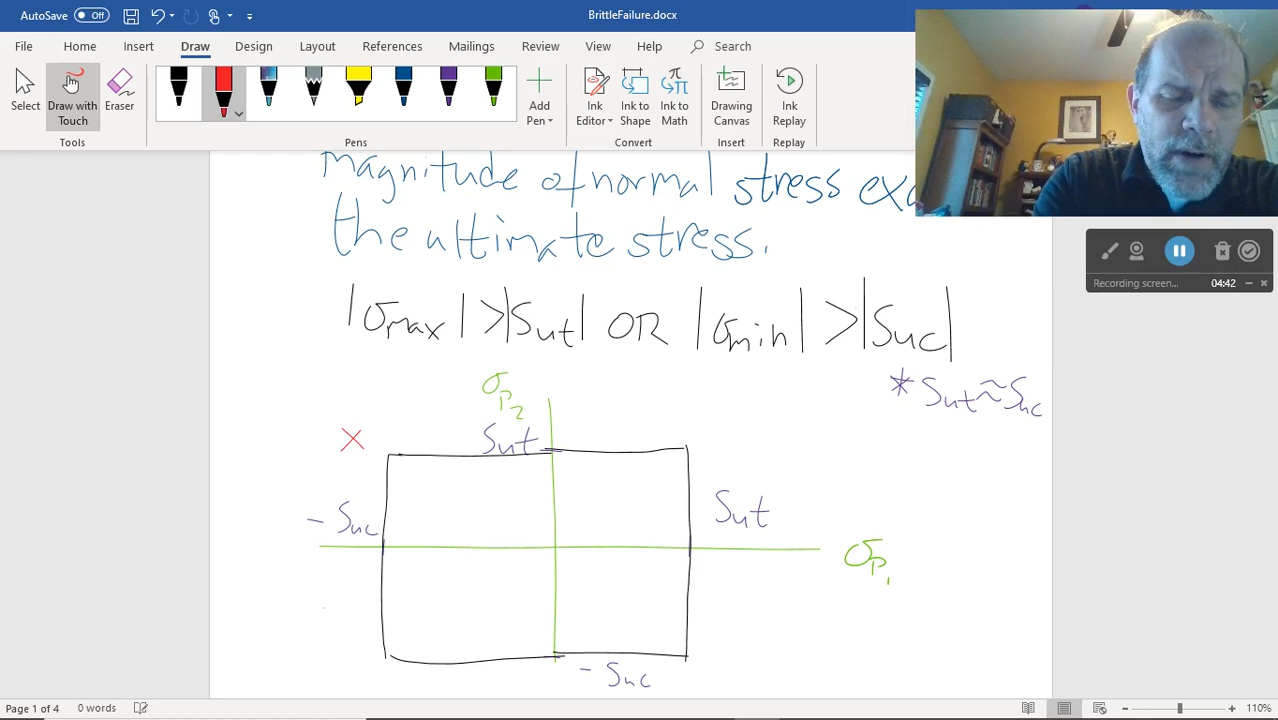 AutoSave Off BrittleFailure.docx
File Home Insert Draw Design Layout References Mailings Review View Help Search
Select Draw with Touch Eraser Add Pen Ink Editor Ink to Shape Ink to Math Drawing Canvas Ink Replay
Tools Pens Convert Insert Replay
magnitude of normal stress
the ultimate stress.
|σmax| > |Sut| OR |σmin| > |Suc|
* Sut ≈ Suc
σP2
Sut
X
- Suc
Sut
σP1
- Suc
Recording screen... 04:42
Page 1 of 4 0 words 110%